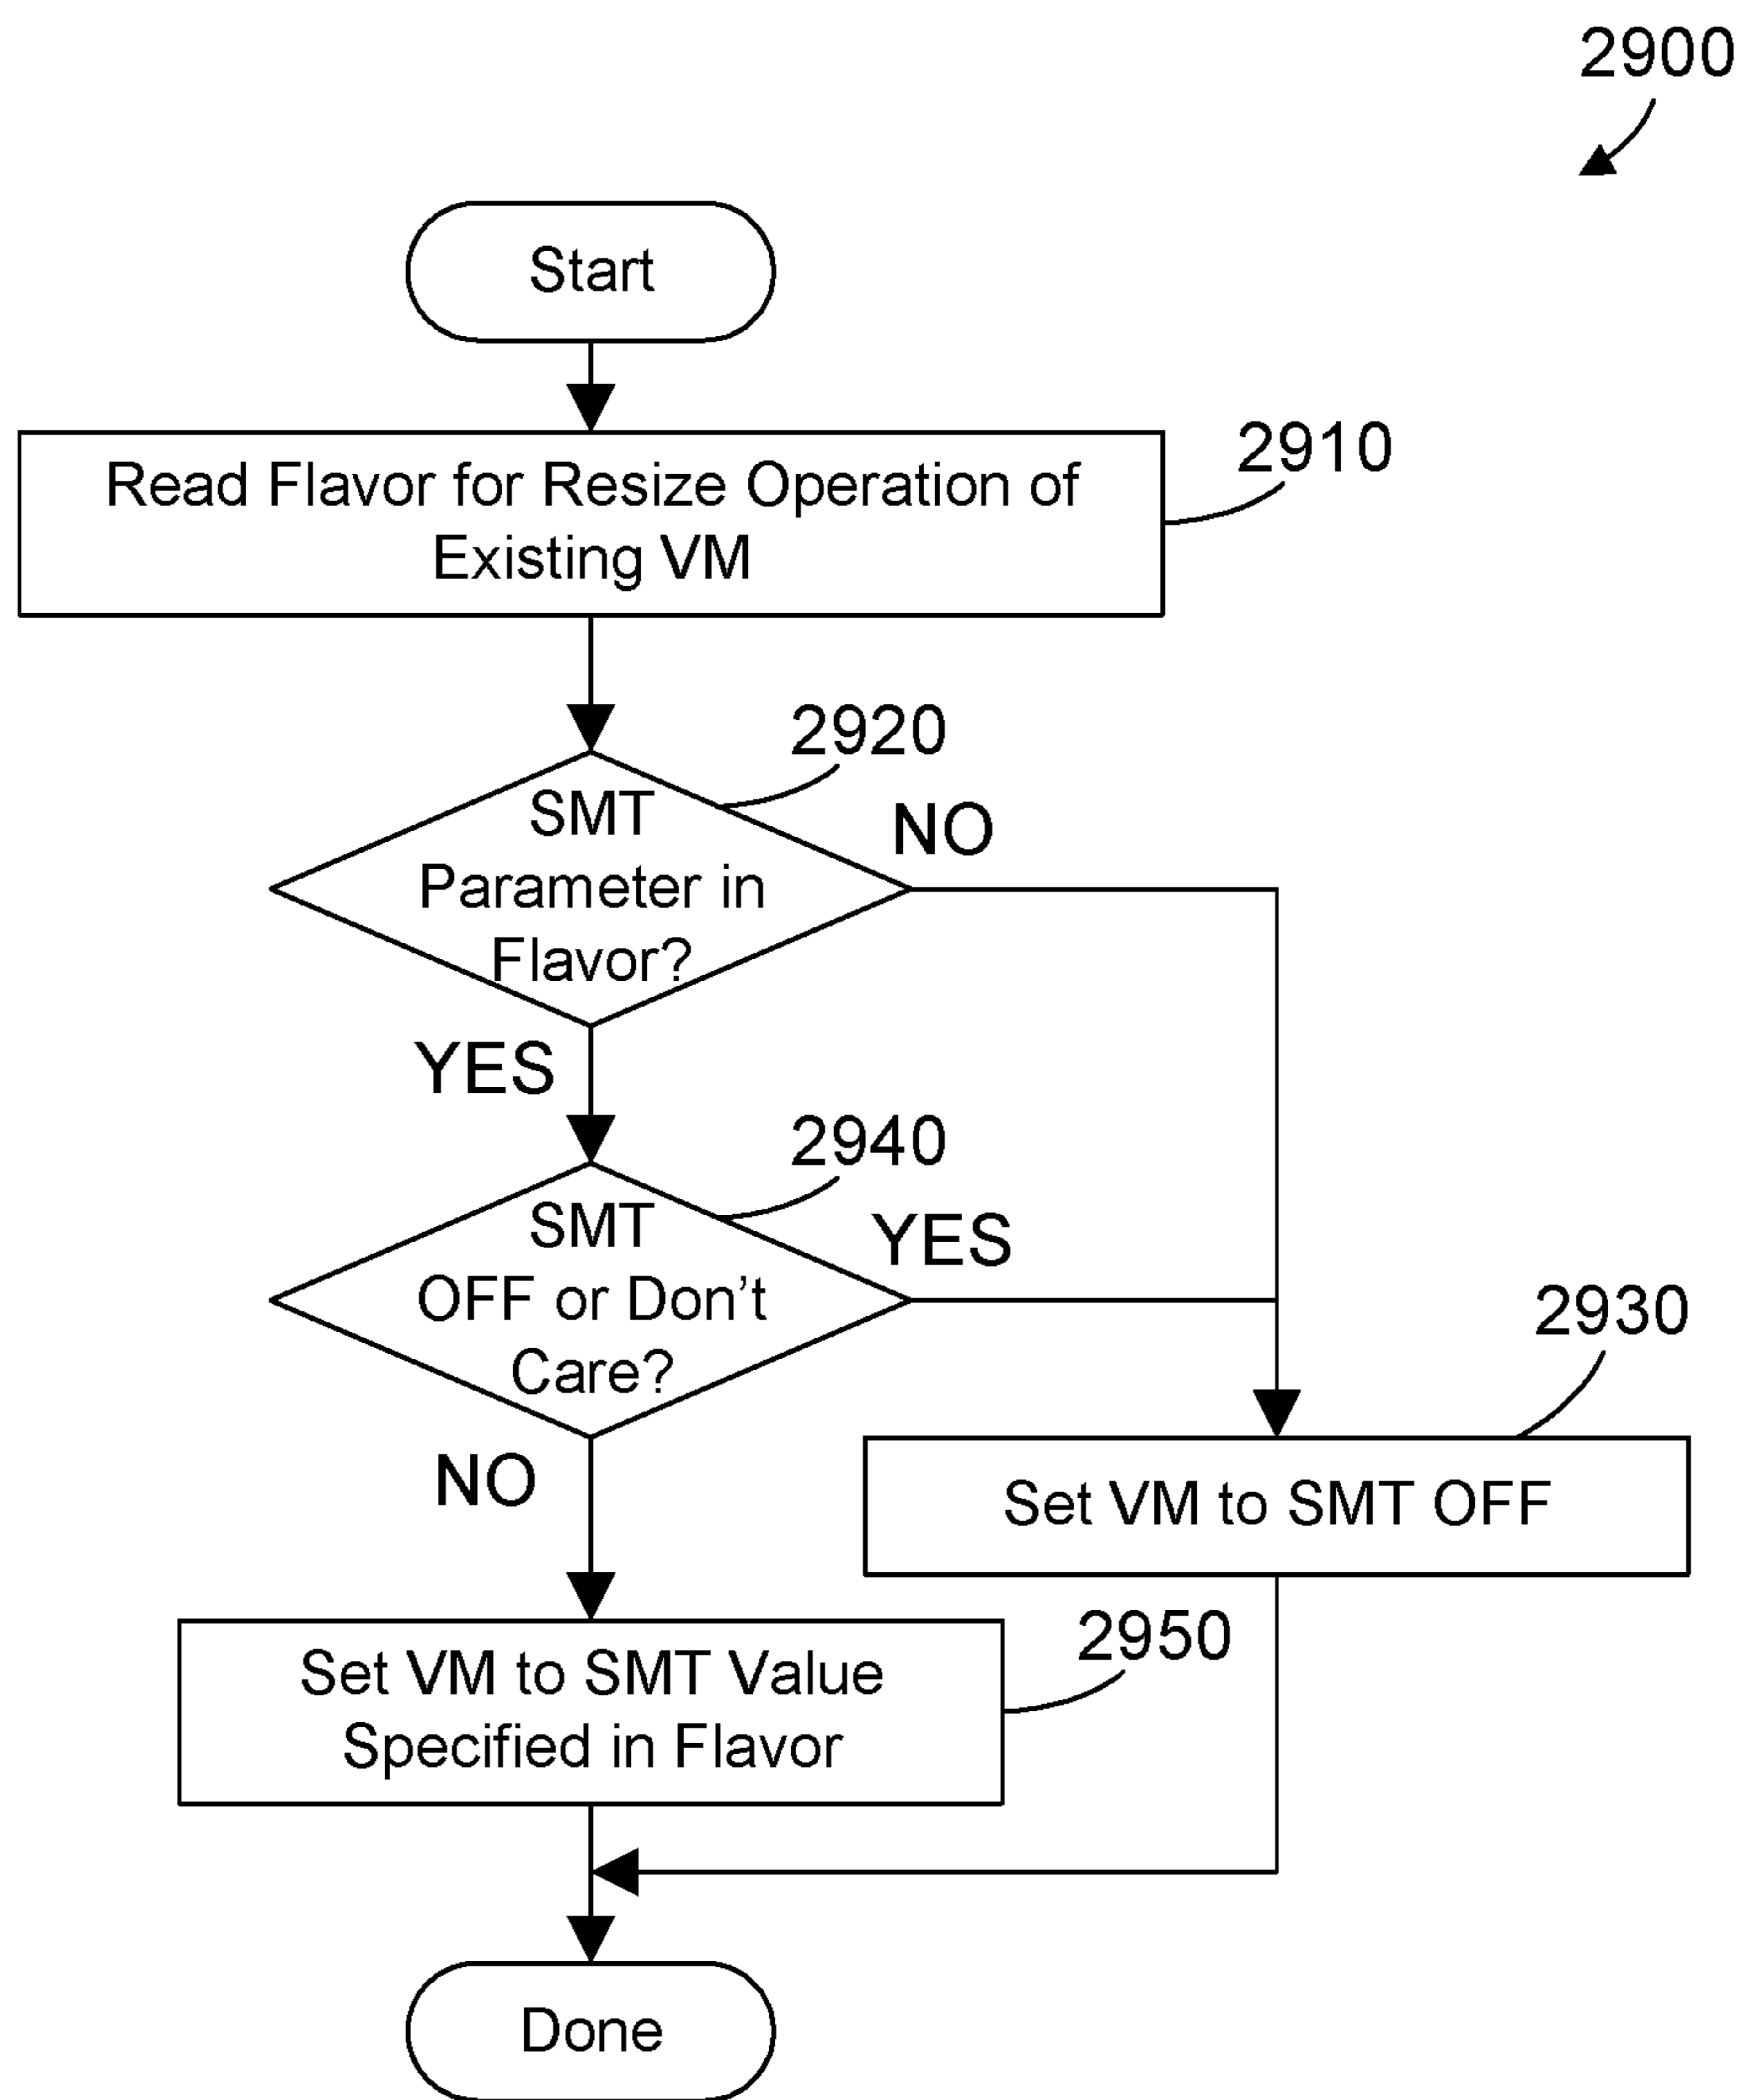 2900
Start
Read Flavor for Resize Operation of
Existing VM
2910
2920
SMT
Parameter in
Flavor?
NO
YES
2940
SMT
OFF or Don't
Care?
YES
NO
2930
Set VM to SMT OFF
2950
Set VM to SMT Value
Specified in Flavor
Done